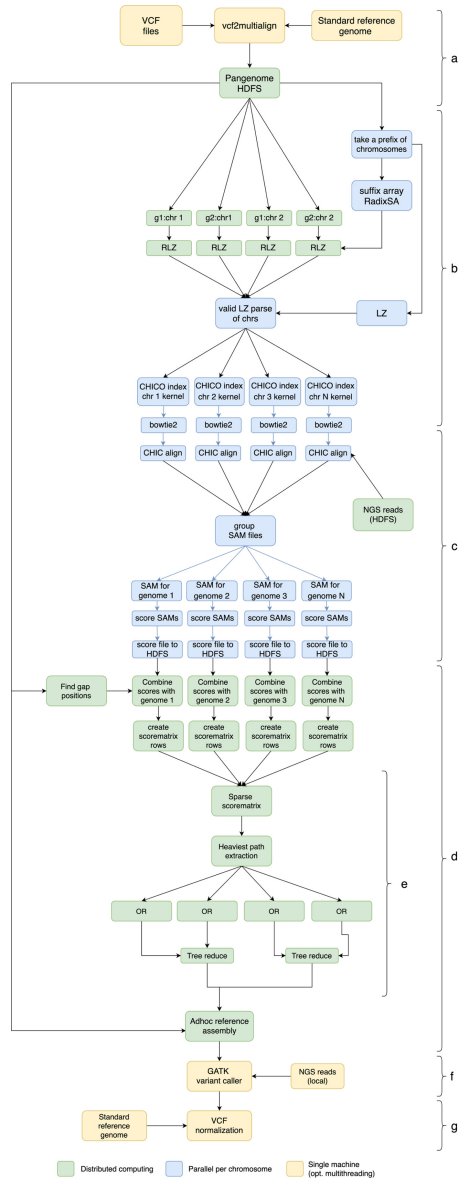 VCF
files
vcf2multialign
Standard reference
genome
a
Pangenome
HDFS
take a prefix of
chromosomes
suffix array
RadixSA
g1:chr 1
g2:chr1
g1:chr 2
g2:chr 2
RLZ
RLZ
RLZ
RLZ
b
valid LZ parse
of chrs
LZ
CHICO index
chr 1 kernel
CHICO index
chr 2 kernel
CHICO index
chr 3 kernel
CHICO index
chr N kernel
bowtie2
bowtie2
bowtie2
bowtie2
CHIC align
CHIC align
CHIC align
CHIC align
NGS reads
(HDFS)
group
SAM files
c
SAM for
genome 1
SAM for
genome 2
SAM for
genome 3
SAM for
genome N
score SAMs
score SAMs
score SAMs
score SAMs
score file to
HDFS
score file to
HDFS
score file to
HDFS
score file to
HDFS
Find gap
positions
Combine
scores with
genome 1
Combine
scores with
genome 2
Combine
scores with
genome 3
Combine
scores with
genome N
create
scorematrix
rows
create
scorematrix
rows
create
scorematrix
rows
create
scorematrix
rows
Sparse
scorematrix
Heaviest path
extraction
d
e
OR
OR
OR
OR
Tree reduce
Tree reduce
Adhoc reference
assembly
GATK
variant caller
NGS reads
(local)
f
Standard
reference
genome
VCF
normalization
g
Distributed computing
Parallel per chromosome
Single machine
(opt. multithreading)